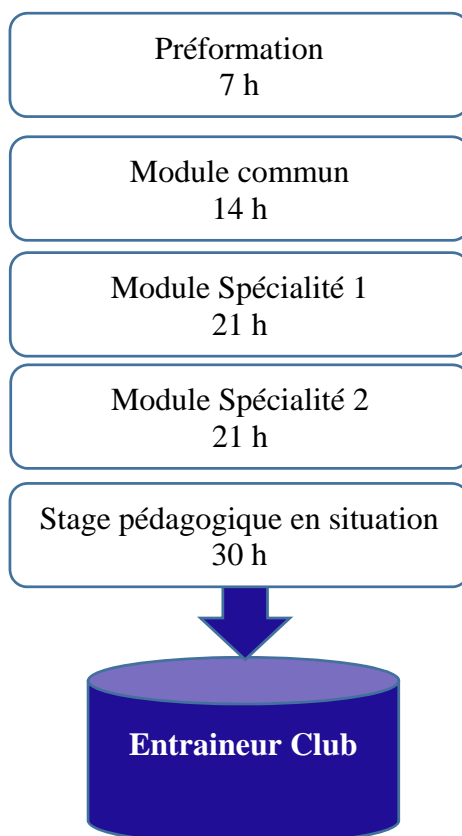 Préformation
7 h
Module commun
14 h
Module Spécialité 1
21 h
Module Spécialité 2
21 h
Stage pédagogique en situation
30 h
Entraineur Club